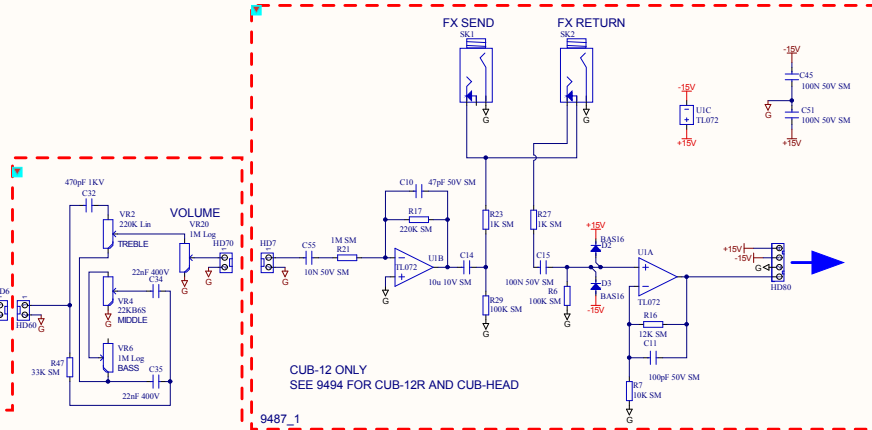 FX SEND
SK1
FX RETURN
SK2
G
G
-15V
C45
100N 50V SM
G
C51
100N 50V SM
+15V
-15V
U1C
TL072
+15V
470pF 1KV
C32
VR2
220K Lin
TREBLE
VOLUME
VR20
1M Log
HD70
1
G
G
HD7
1
G
C55
10N 50V SM
1M SM
R21
C10
47pF 50V SM
R17
220K SM
U1B
TL072
G
C14
10u 10V SM
R23
1K SM
R29
100K SM
G
R27
1K SM
C15
100N 50V SM
R6
100K SM
G
+15V
BAS16
D2
D3
BAS16
-15V
U1A
TL072
R16
12K SM
C11
100pF 50V SM
R7
10K SM
G
+15V
-15V
G
1
HD80
22nF 400V
C34
VR4
22KB6S
MIDDLE
G
D6
HD60
1
G
VR6
1M Log
BASS
R47
33K SM
C35
22nF 400V
CUB-12 ONLY
SEE 9494 FOR CUB-12R AND CUB-HEAD
9487_1